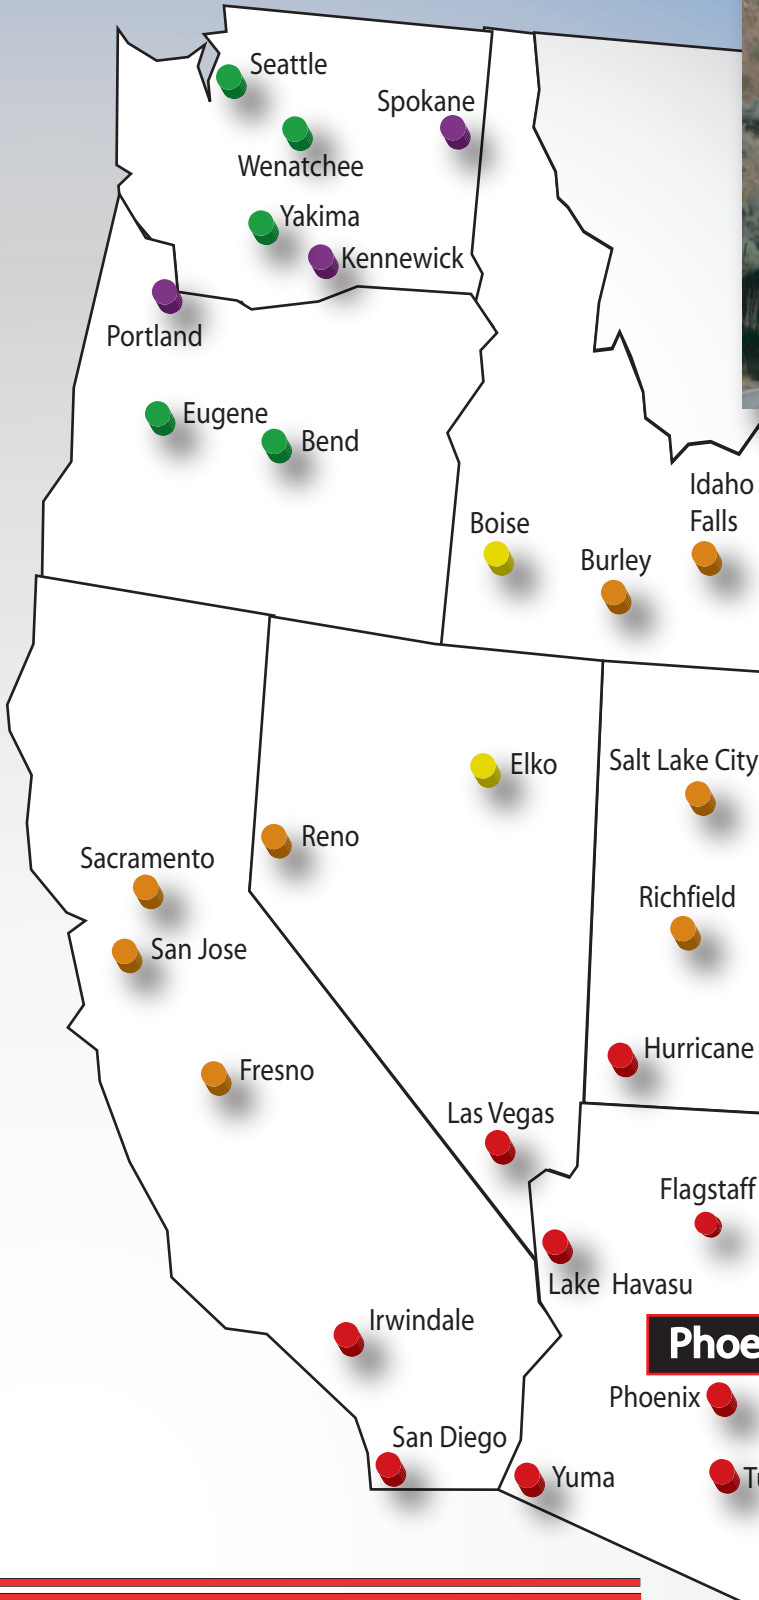 Seattle
Spokane
Wenatchee
Yakima
Kennewick
Portland
Eugene
Bend
Idaho
Falls
Boise
Burley
Elko
Salt Lake City
Reno
Sacramento
Richfield
San Jose
Hurricane
Fresno
Las Vegas
Flagstaff
Lake Havasu
Irwindale
Phoe
Phoenix
San Diego
Yuma
Tu